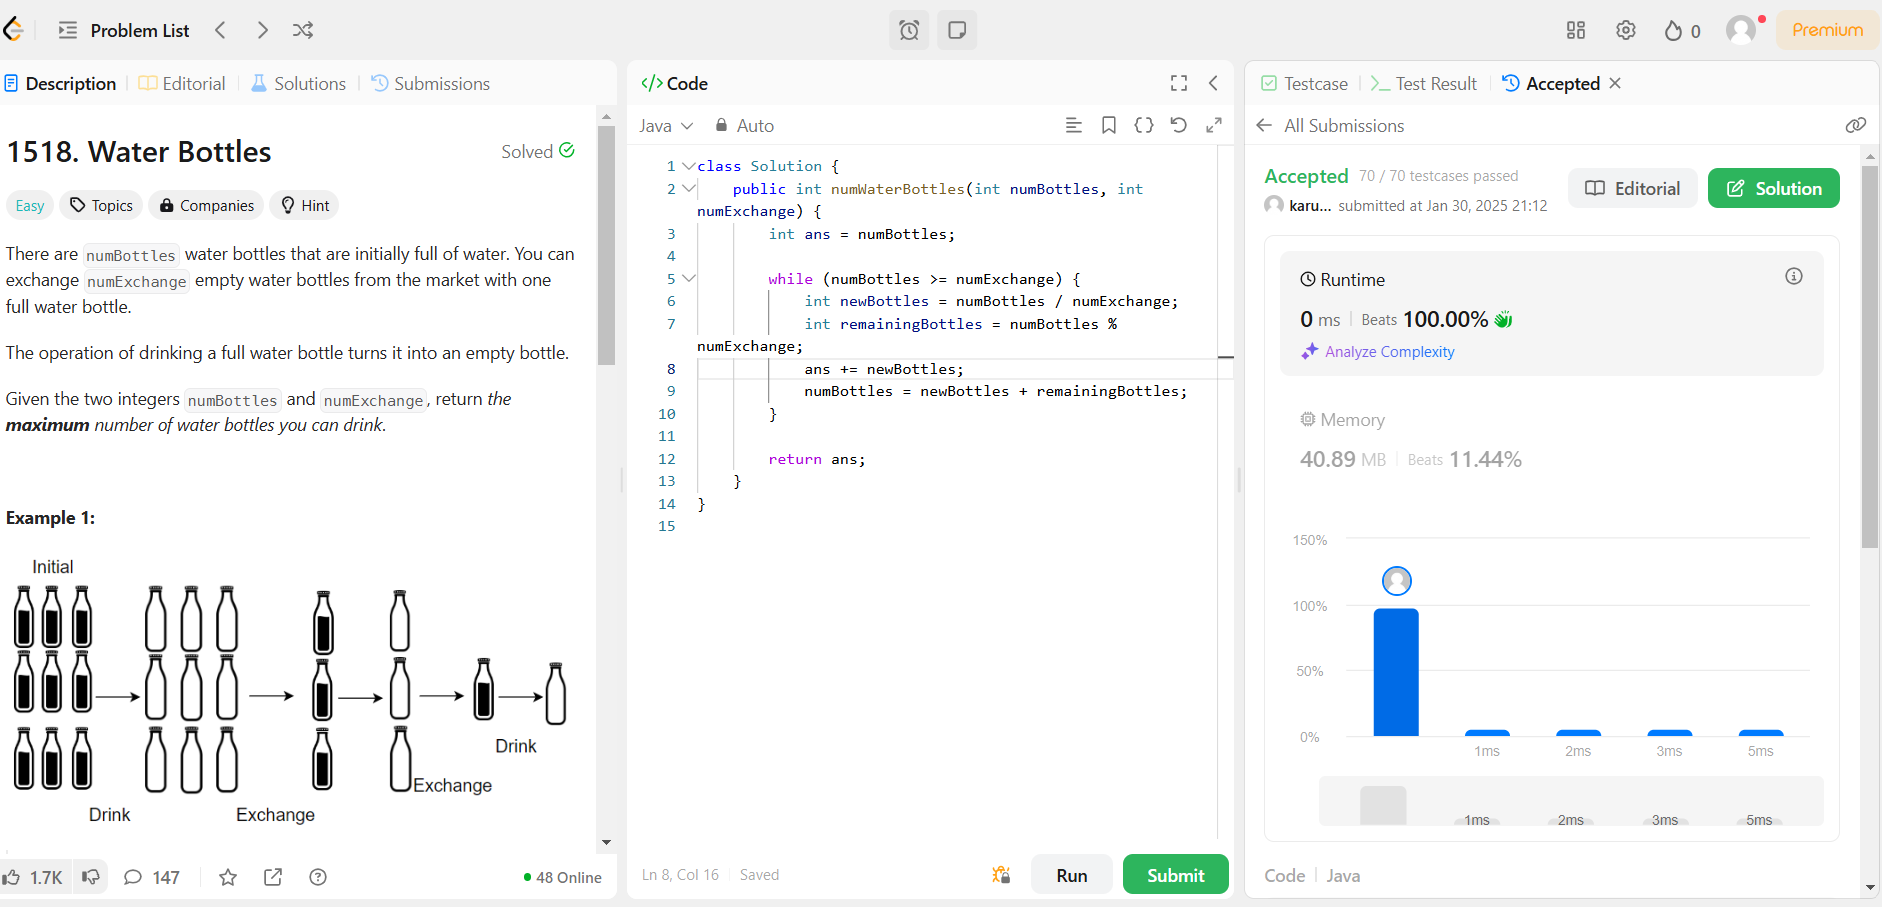 Problem List
0
Premium
Description
Editorial
Solutions
Submissions
1518. Water Bottles
Solved
Easy
Topics
Companies
Hint
There are numBottles water bottles that are initially full of water. You can
exchange numExchange empty water bottles from the market with one
full water bottle.
The operation of drinking a full water bottle turns it into an empty bottle.
Given the two integers numBottles and numExchange, return the
maximum number of water bottles you can drink.
Example 1:
Initial
Drink
Exchange
Exchange
Drink
1.7K
147
48 Online
</> Code
Java
Auto
1 class Solution {
2 public int numWaterBottles(int numBottles, int
numExchange) {
3 int ans = numBottles;
4
5 while (numBottles >= numExchange) {
6 int newBottles = numBottles / numExchange;
7 int remainingBottles = numBottles %
numExchange;
8 ans += newBottles;
9 numBottles = newBottles + remainingBottles;
10 }
11
12 return ans;
13 }
14 }
15
Ln 8, Col 16
Saved
Run
Submit
Testcase
Test Result
Accepted
All Submissions
Accepted 70 / 70 testcases passed
karu... submitted at Jan 30, 2025 21:12
Editorial
Solution
Runtime
0 ms
Beats 100.00%
Analyze Complexity
Memory
40.89 MB
Beats 11.44%
150%
100%
50%
0%
1ms 2ms 3ms 5ms
1ms 2ms 3ms 5ms
Code
Java